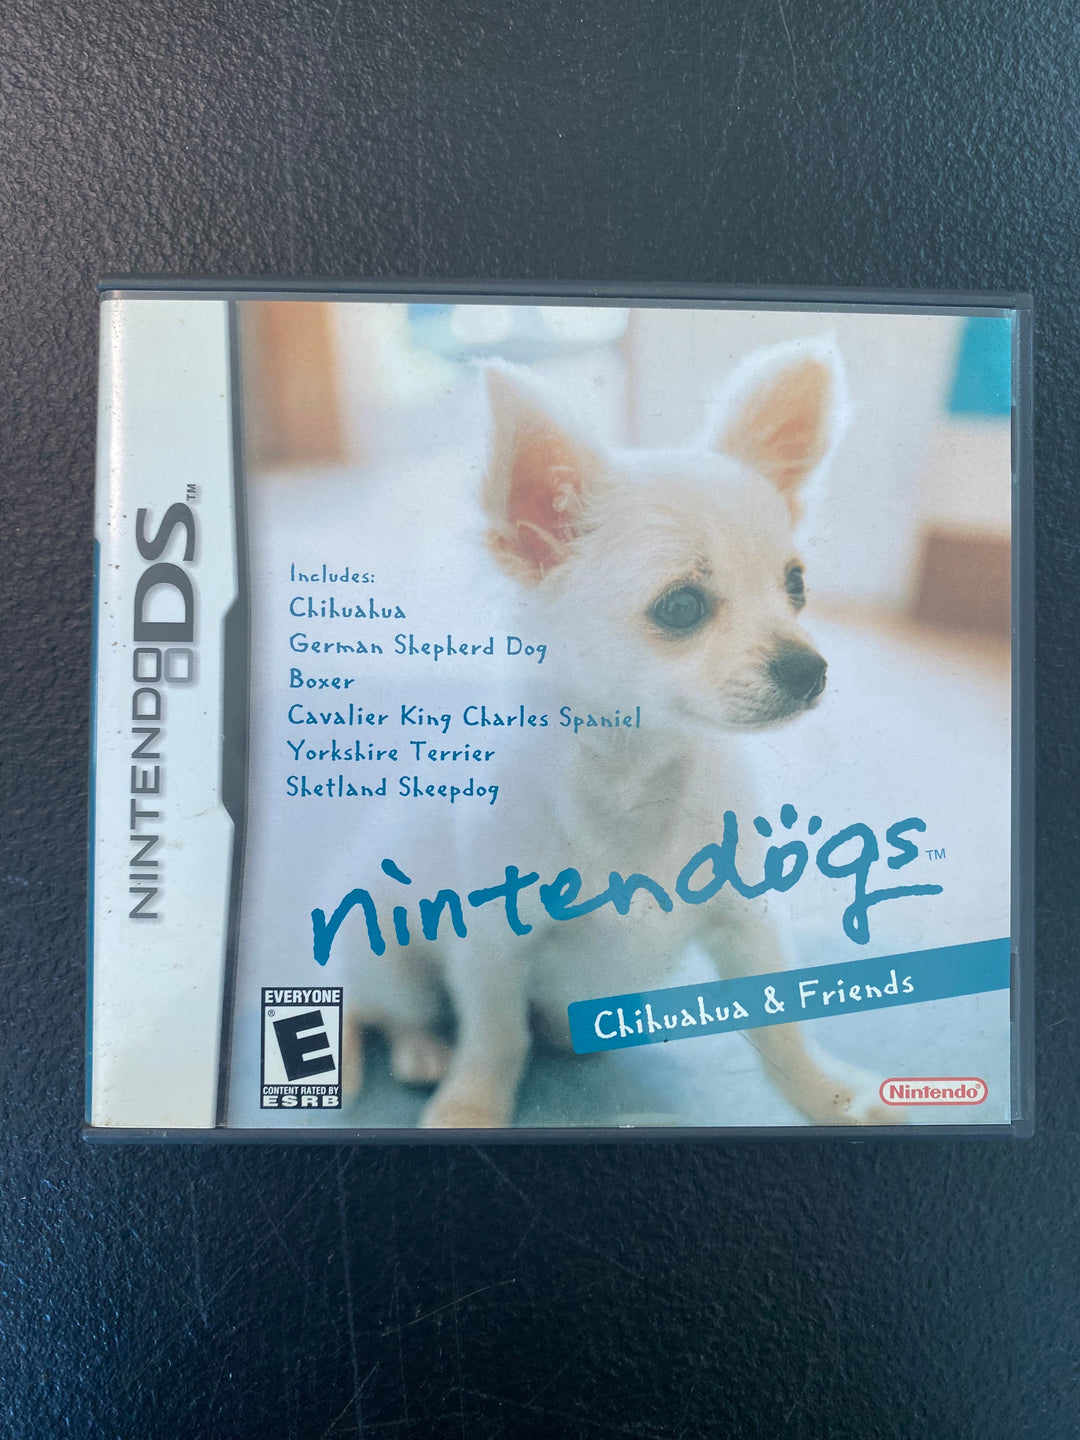 NINTENDO DS™
Includes:
Chihuahua
German Shepherd Dog
Boxer
Cavalier King Charles Spaniel
Yorkshire Terrier
Shetland Sheepdog
nintendogs™
Chihuahua & Friends
EVERYONE
®
E
CONTENT RATED BY
ESRB
Nintendo®